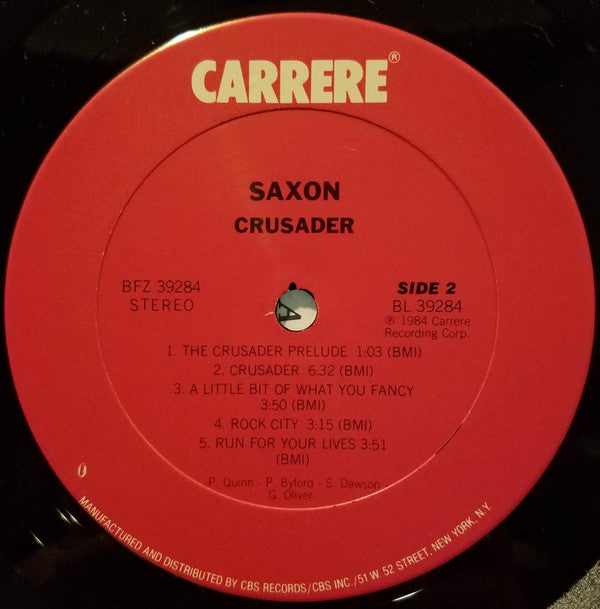 CARRERE®
SAXON
CRUSADER
BFZ 39284
STEREO
SIDE 2
BL 39284
℗ 1984 Carrere
Recording Corp.
A
1. THE CRUSADER PRELUDE 1:03 (BMI)
2. CRUSADER 6:32 (BMI)
3. A LITTLE BIT OF WHAT YOU FANCY
3:50 (BMI)
4. ROCK CITY 3:15 (BMI)
5. RUN FOR YOUR LIVES 3:51
(BMI)
P. Quinn - P. Byford - S. Dawson
G. Oliver-
0
MANUFACTURED AND DISTRIBUTED BY CBS RECORDS/CBS INC./51 W. 52 STREET, NEW YORK, N.Y.